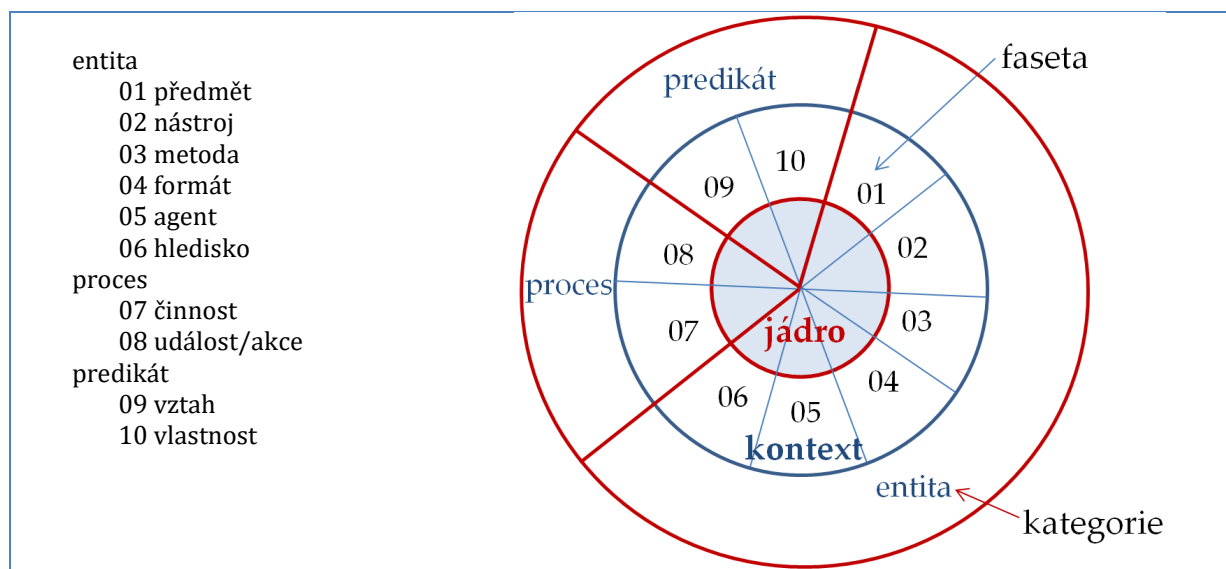 entita
01 předmět
02 nástroj
03 metoda
04 formát
05 agent
06 hledisko
proces
07 činnost
08 událost/akce
predikát
09 vztah
10 vlastnost
faseta
predikát
10
09
01
08
02
proces
03
07
jádro
04
06
05
kontext
entita
kategorie